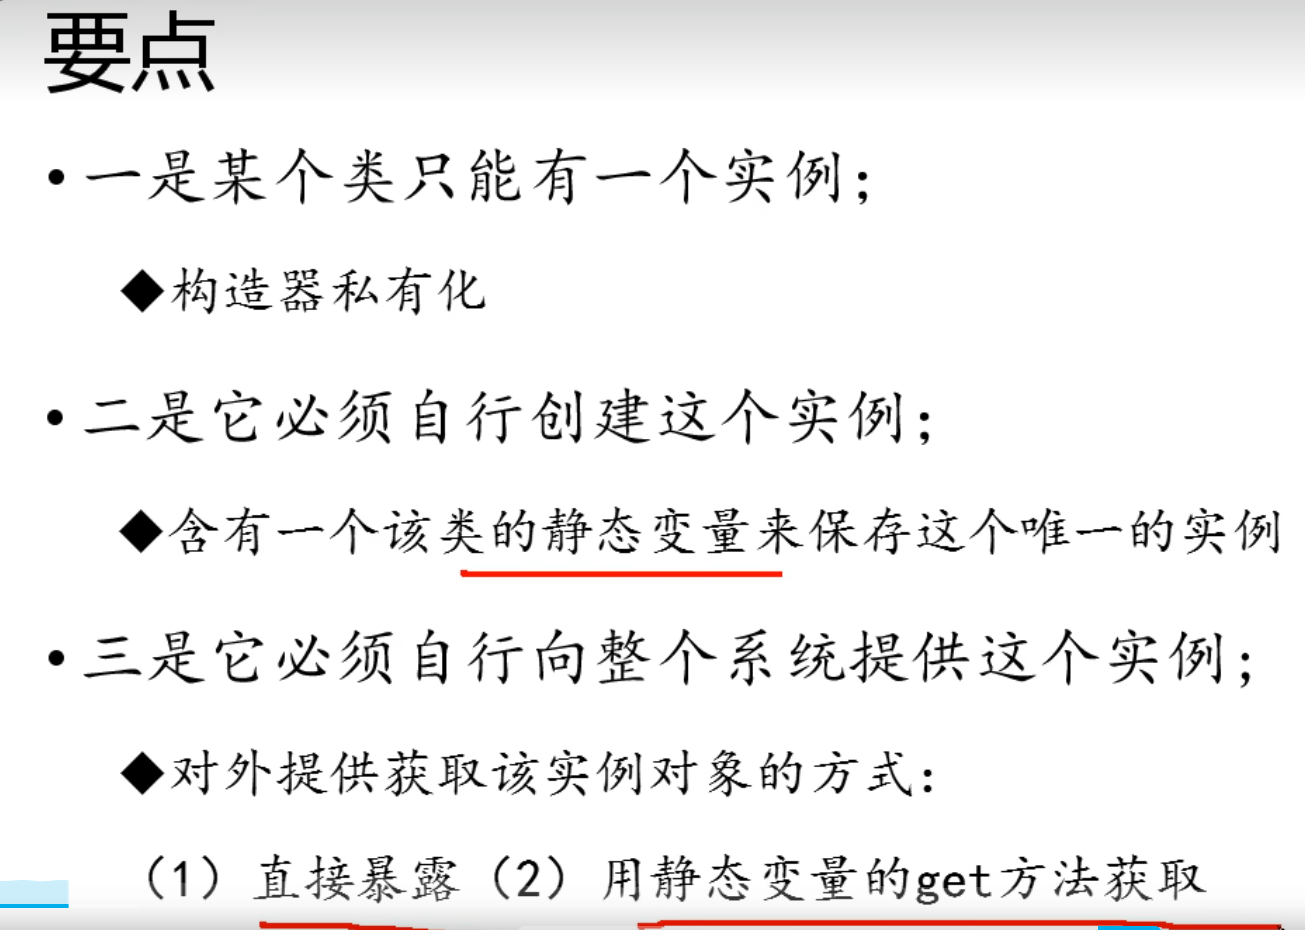 要点
•一是某个类只能有一个实例；
◆构造器私有化
•二是它必须自行创建这个实例；
◆含有一个该类的静态变量来保存这个唯一的实例
•三是它必须自行向整个系统提供这个实例；
◆对外提供获取该实例对象的方式：
（1）直接暴露（2）用静态变量的get方法获取